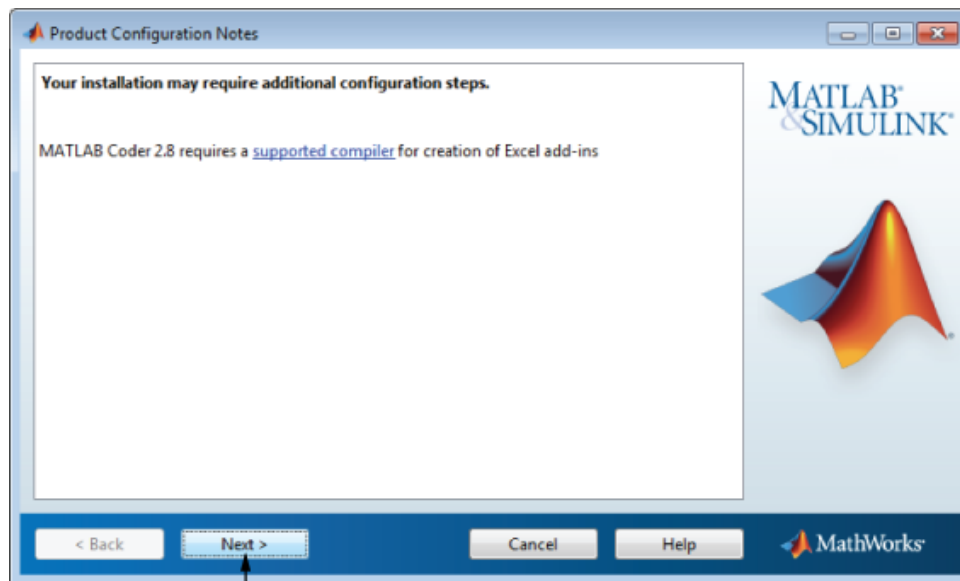 Product Configuration Notes
Your installation may require additional configuration steps.
MATLAB Coder 2.8 requires a supported compiler for creation of Excel add-ins
MATLAB®
&SIMULINK®
®
< Back
Next >
Cancel
Help
MathWorks®